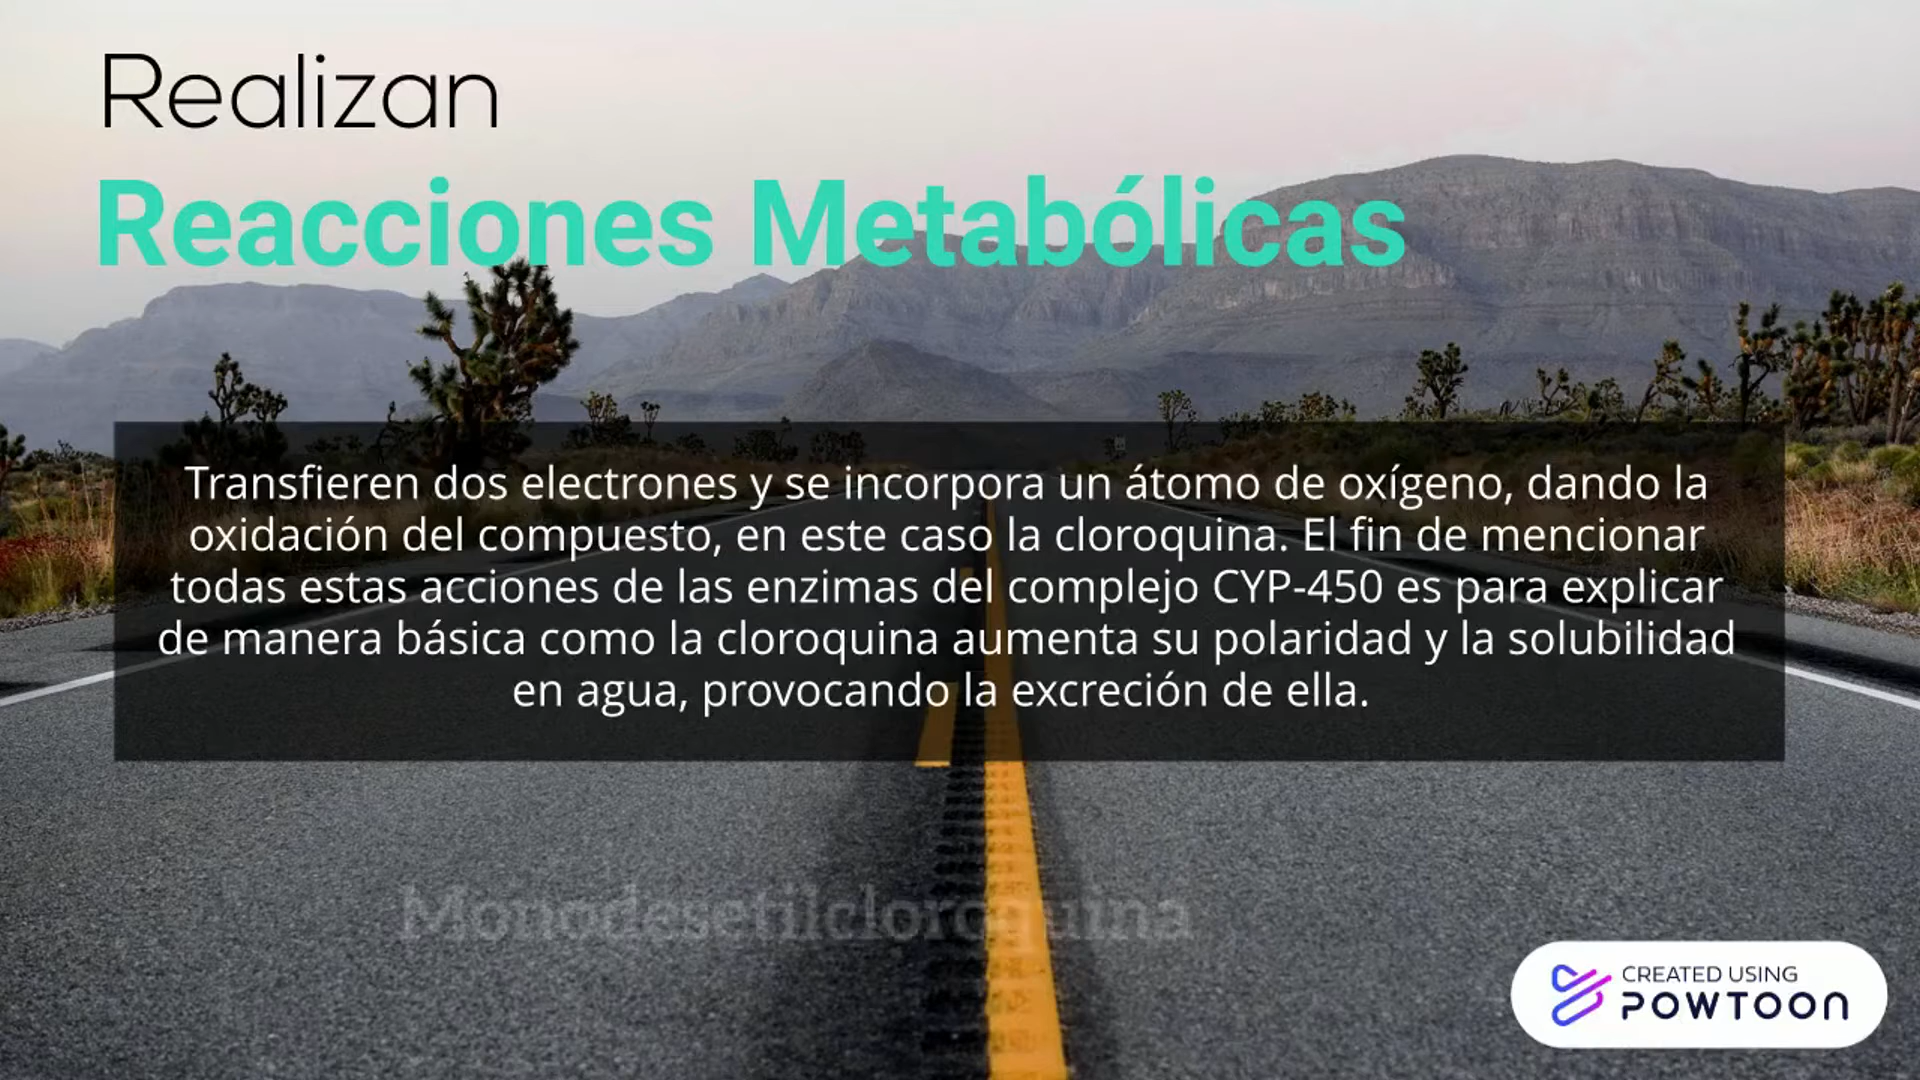 Realizan
Reacciones Metabólicas
Transfieren dos electrones y se incorpora un átomo de oxígeno, dando la
oxidación del compuesto, en este caso la cloroquina. El fin de mencionar
todas estas acciones de las enzimas del complejo CYP-450 es para explicar
de manera básica como la cloroquina aumenta su polaridad y la solubilidad
en agua, provocando la excreción de ella.
Monodesetilcloroquina
CREATED USING
POWTOON